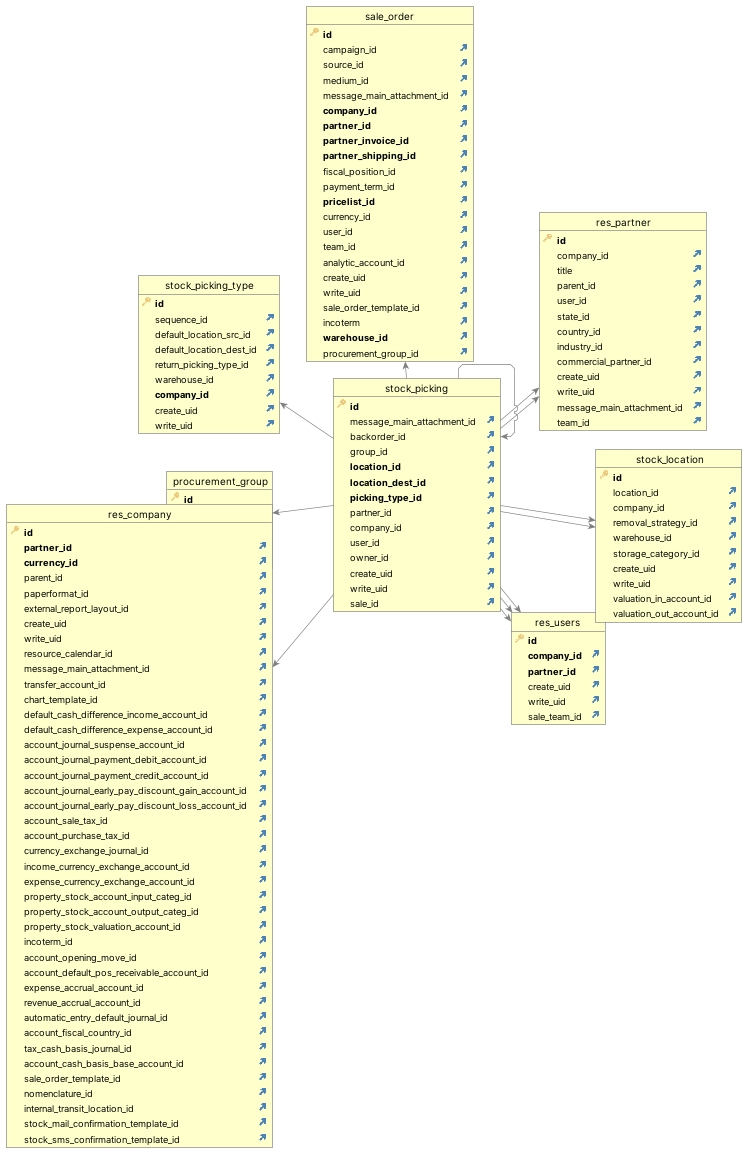 sale_order
id
campaign_id
source_id
medium_id
message_main_attachment_id
company_id
partner_id
partner_invoice_id
partner_shipping_id
fiscal_position_id
payment_term_id
pricelist_id
currency_id
user_id
team_id
analytic_account_id
create_uid
write_uid
sale_order_template_id
incoterm
warehouse_id
procurement_group_id
res_partner
id
company_id
title
parent_id
user_id
state_id
country_id
industry_id
commercial_partner_id
create_uid
write_uid
message_main_attachment_id
team_id
stock_picking_type
id
sequence_id
default_location_src_id
default_location_dest_id
return_picking_type_id
warehouse_id
company_id
create_uid
write_uid
stock_picking
id
message_main_attachment_id
backorder_id
group_id
location_id
location_dest_id
picking_type_id
partner_id
company_id
user_id
owner_id
create_uid
write_uid
sale_id
stock_location
id
location_id
company_id
removal_strategy_id
warehouse_id
storage_category_id
create_uid
write_uid
valuation_in_account_id
valuation_out_account_id
procurement_group
id
res_company
id
partner_id
currency_id
parent_id
paperformat_id
external_report_layout_id
create_uid
write_uid
resource_calendar_id
message_main_attachment_id
transfer_account_id
chart_template_id
default_cash_difference_income_account_id
default_cash_difference_expense_account_id
account_journal_suspense_account_id
account_journal_payment_debit_account_id
account_journal_payment_credit_account_id
account_journal_early_pay_discount_gain_account_id
account_journal_early_pay_discount_loss_account_id
account_sale_tax_id
account_purchase_tax_id
currency_exchange_journal_id
income_currency_exchange_account_id
expense_currency_exchange_account_id
property_stock_account_input_categ_id
property_stock_account_output_categ_id
property_stock_valuation_account_id
incoterm_id
account_opening_move_id
account_default_pos_receivable_account_id
expense_accrual_account_id
revenue_accrual_account_id
automatic_entry_default_journal_id
account_fiscal_country_id
tax_cash_basis_journal_id
account_cash_basis_base_account_id
sale_order_template_id
nomenclature_id
internal_transit_location_id
stock_mail_confirmation_template_id
stock_sms_confirmation_template_id
res_users
id
company_id
partner_id
create_uid
write_uid
sale_team_id